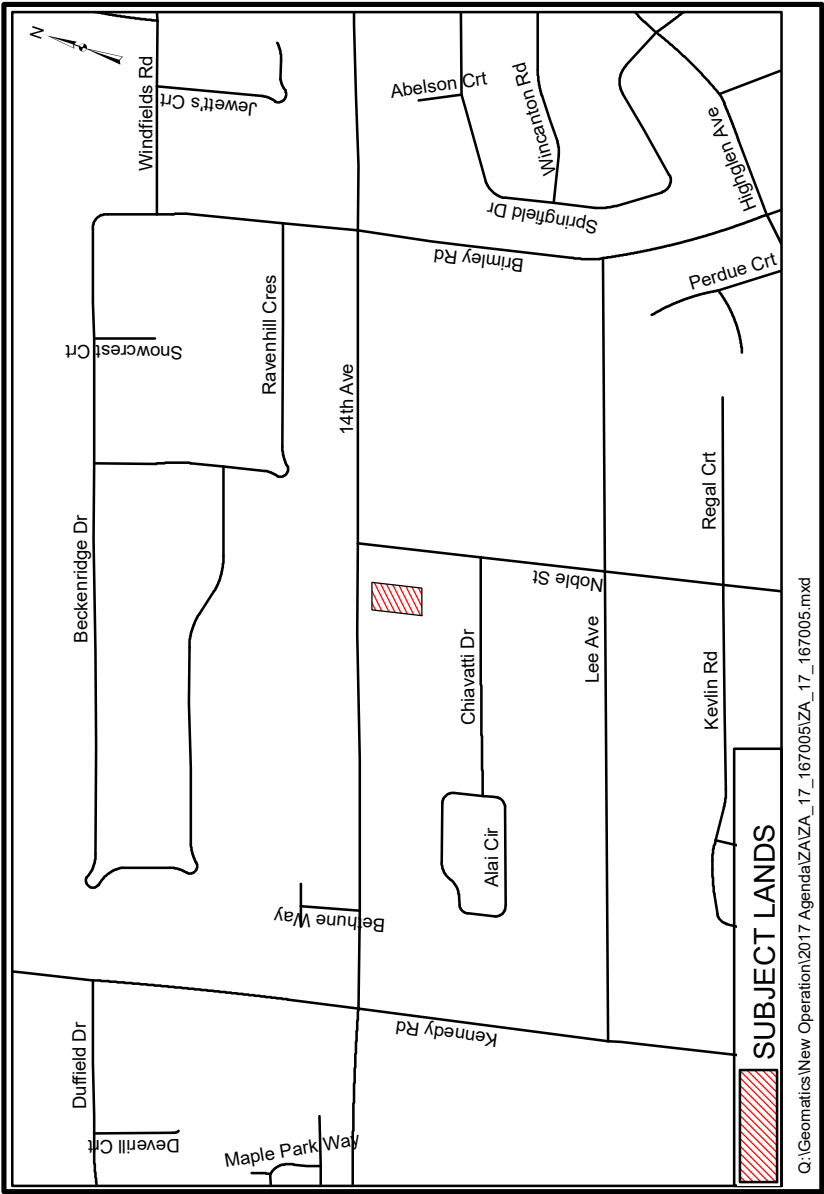 N
Duffield Dr
Deverill Crt
Maple Park Way
Kennedy Rd
Bethune Way
Beckenridge Dr
Snowcrest Crt
Ravenhill Cres
14th Ave
Windfields Rd
Jewett's Crt
Alai Cir
Chiavatti Dr
Noble St
Lee Ave
Brimley Rd
Abelson Crt
Wincanton Rd
Springfield Dr
Highglen Ave
Perdue Crt
Regal Crt
Kevlin Rd
SUBJECT LANDS
Q:\Geomatics\New Operation\2017 Agenda\ZA\ZA_17_167005\ZA_17_167005.mxd